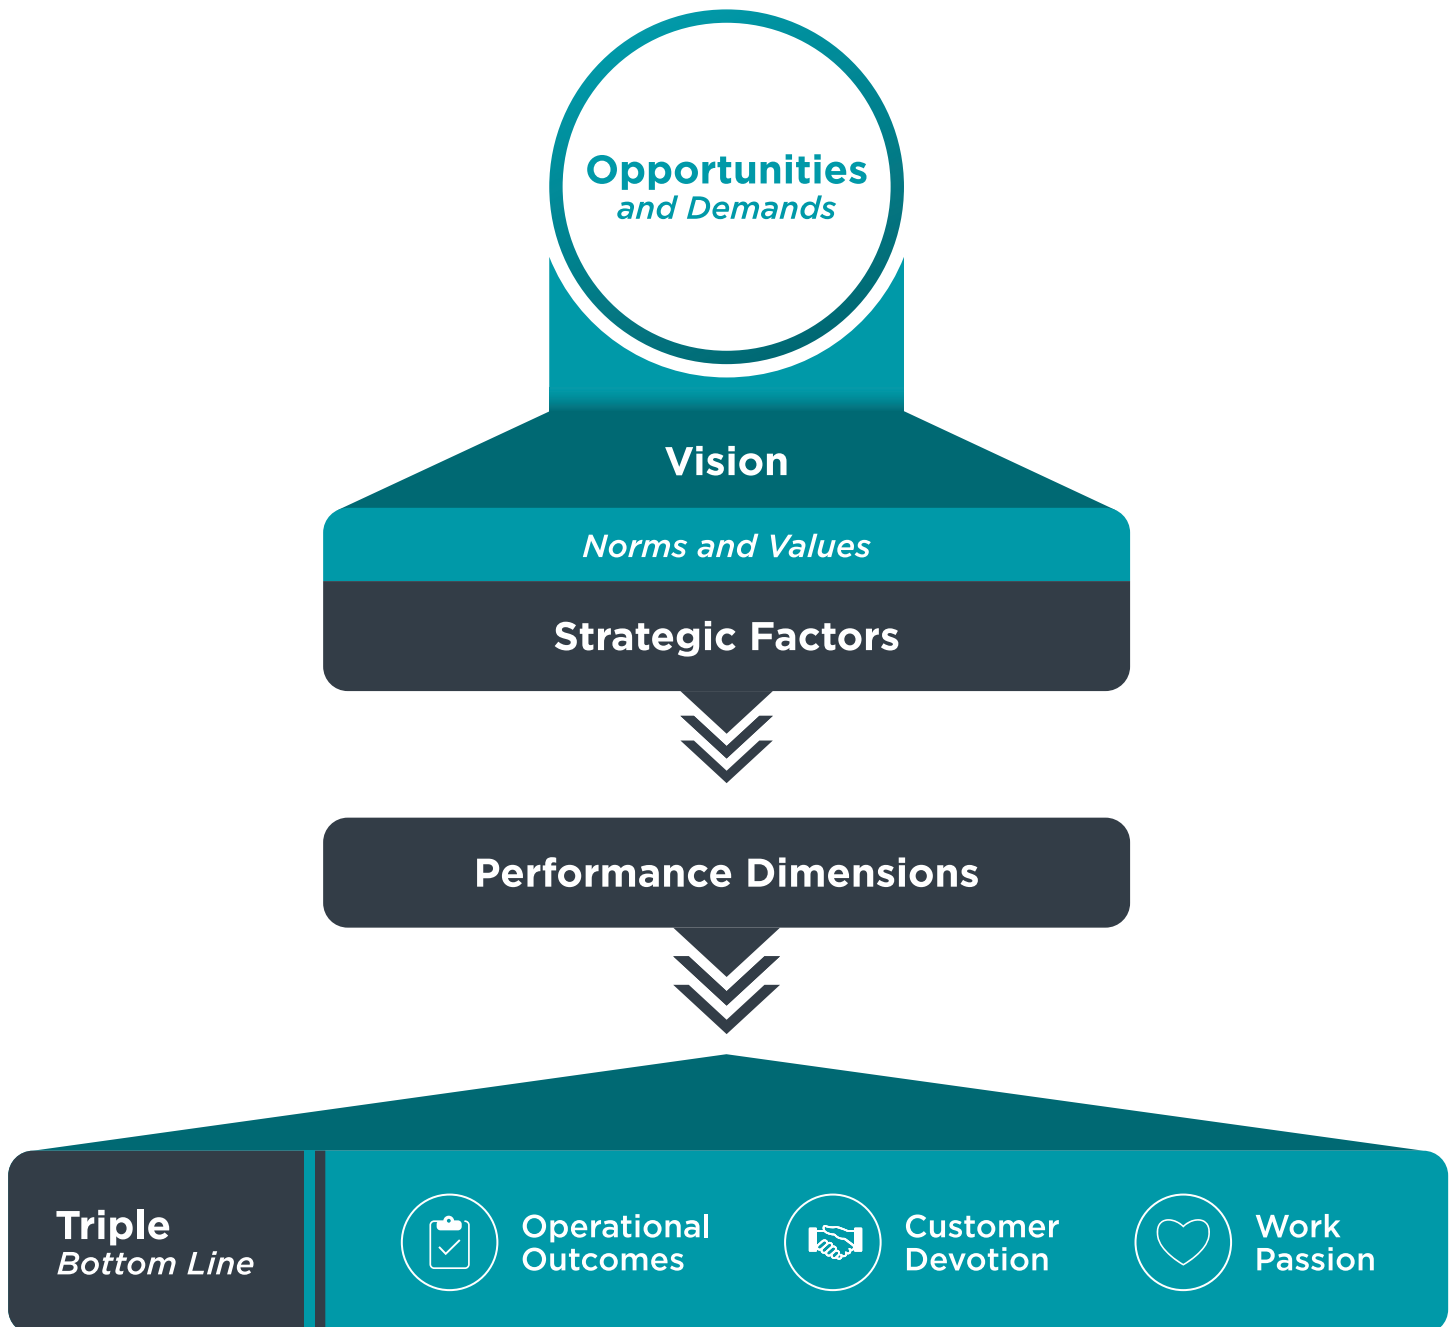 Opportunities
and Demands
Vision
Norms and Values
Strategic Factors
Performance Dimensions
Triple
Bottom Line
Operational
Outcomes
Customer
Devotion
Work
Passion